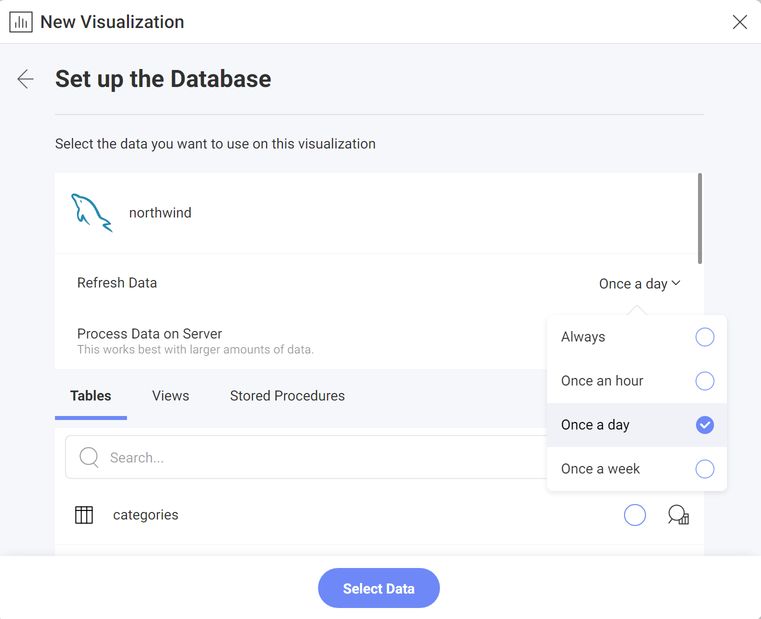 New Visualization
Set up the Database
Select the data you want to use on this visualization
northwind
Refresh Data
Once a day
Process Data on Server
This works best with larger amounts of data.
Always
Once an hour
Once a day
Once a week
Tables Views Stored Procedures
Search...
categories
Select Data